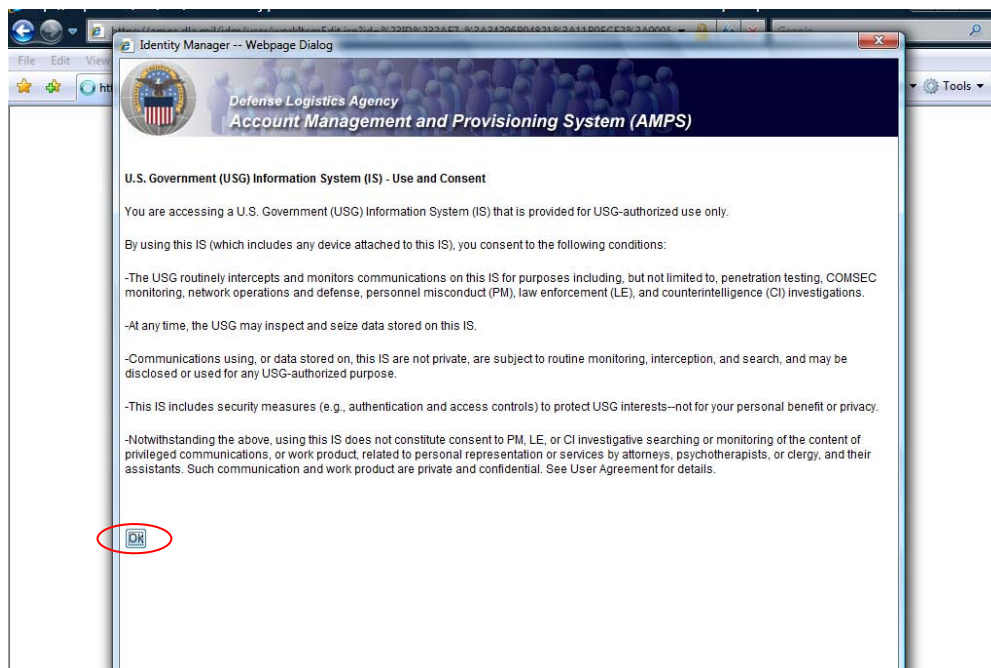 Identity Manager -- Webpage Dialog
File Edit View
Tools
Defense Logistics Agency
Account Management and Provisioning System (AMPS)
U.S. Government (USG) Information System (IS) - Use and Consent
You are accessing a U.S. Government (USG) Information System (IS) that is provided for USG-authorized use only.
By using this IS (which includes any device attached to this IS), you consent to the following conditions:
-The USG routinely intercepts and monitors communications on this IS for purposes including, but not limited to, penetration testing, COMSEC
monitoring, network operations and defense, personnel misconduct (PM), law enforcement (LE), and counterintelligence (CI) investigations.
-At any time, the USG may inspect and seize data stored on this IS.
-Communications using, or data stored on, this IS are not private, are subject to routine monitoring, interception, and search, and may be
disclosed or used for any USG-authorized purpose.
-This IS includes security measures (e.g., authentication and access controls) to protect USG interests--not for your personal benefit or privacy.
-Notwithstanding the above, using this IS does not constitute consent to PM, LE, or CI investigative searching or monitoring of the content of
privileged communications, or work product, related to personal representation or services by attorneys, psychotherapists, or clergy, and their
assistants. Such communication and work product are private and confidential. See User Agreement for details.
OK